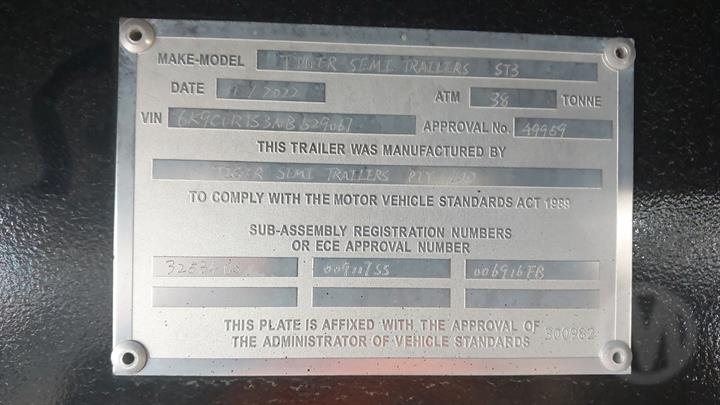 MAKE-MODEL TIGER SEMI TRAILERS ST3
DATE /2022 ATM 38 TONNE
VIN APPROVAL No. 49959
THIS TRAILER WAS MANUFACTURED BY
TIGER SEMI TRAILERS PTY LTD
TO COMPLY WITH THE MOTOR VEHICLE STANDARDS ACT 1989
SUB-ASSEMBLY REGISTRATION NUMBERS
OR ECE APPROVAL NUMBER
006916FB
THIS PLATE IS AFFIXED WITH THE APPROVAL OF
THE ADMINISTRATOR OF VEHICLE STANDARDS 300982